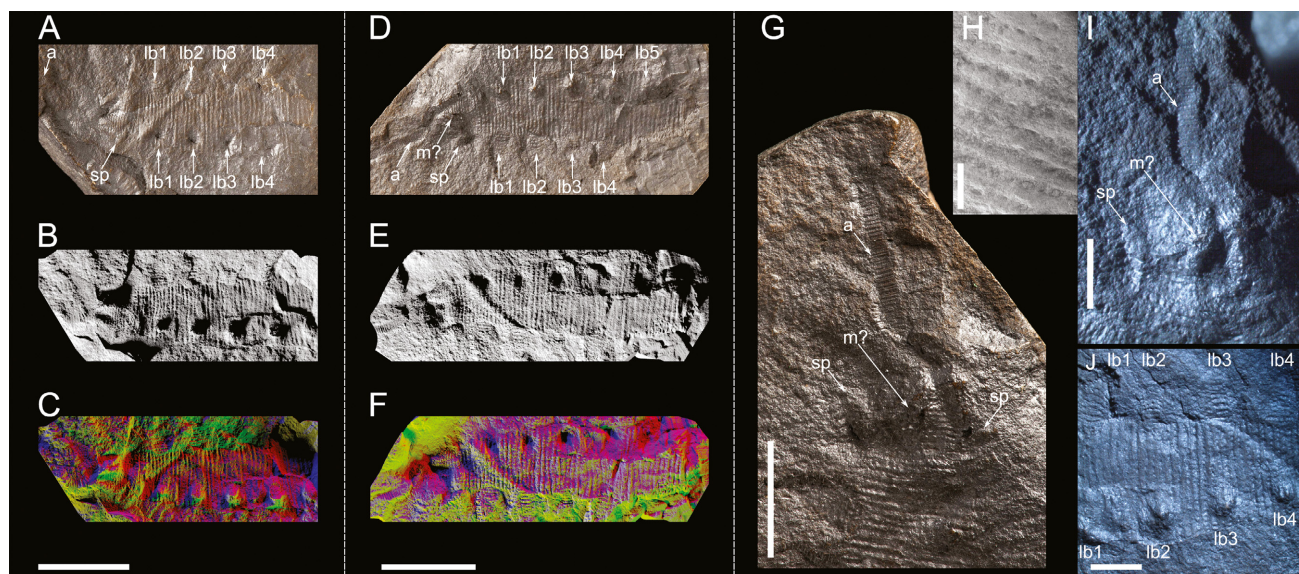 A
a
lb1 lb2 lb3 lb4
sp
lb1 lb2 lb3 lb4
B
C
D
lb1 lb2 lb3 lb4 lb5
m?
a
sp
lb1 lb2 lb3 lb4
E
F
G
a
m?
sp
sp
H
I
a
m?
sp
J
lb1 lb2 lb3 lb4
lb4
lb3
lb1 lb2